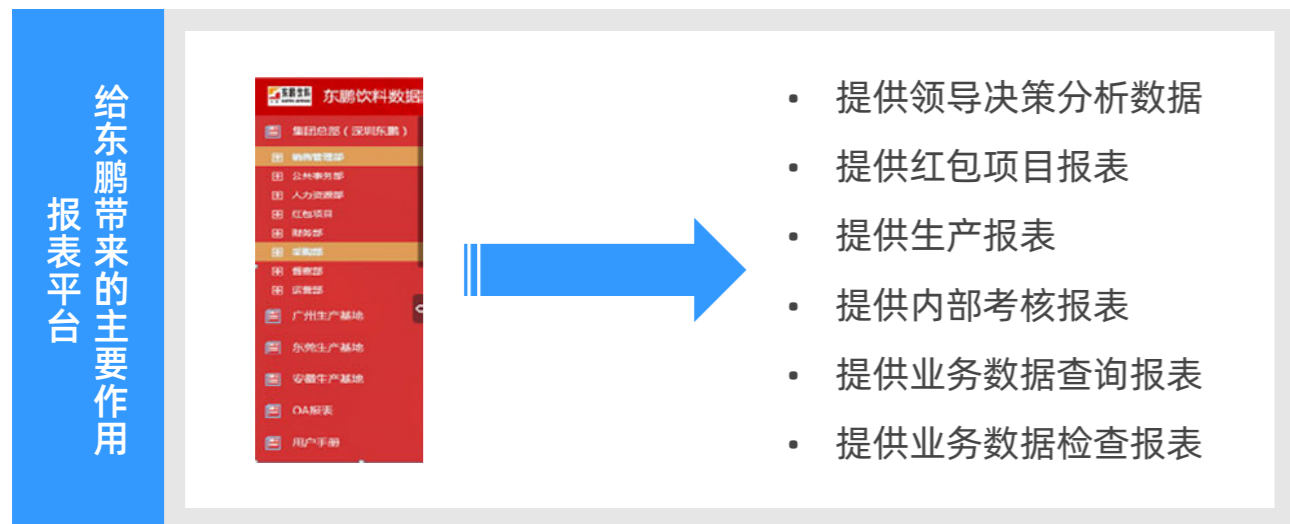 报表平台
给东鹏带来的主要作用
东鹏饮料数据
集团总部(深圳东鹏)
销售管理部
公共事务部
人力资源部
红包项目
财务部
采购部
督察部
运营部
广州生产基地
东莞生产基地
安徽生产基地
OA报表
用户手册
• 提供领导决策分析数据
• 提供红包项目报表
• 提供生产报表
• 提供内部考核报表
• 提供业务数据查询报表
• 提供业务数据检查报表